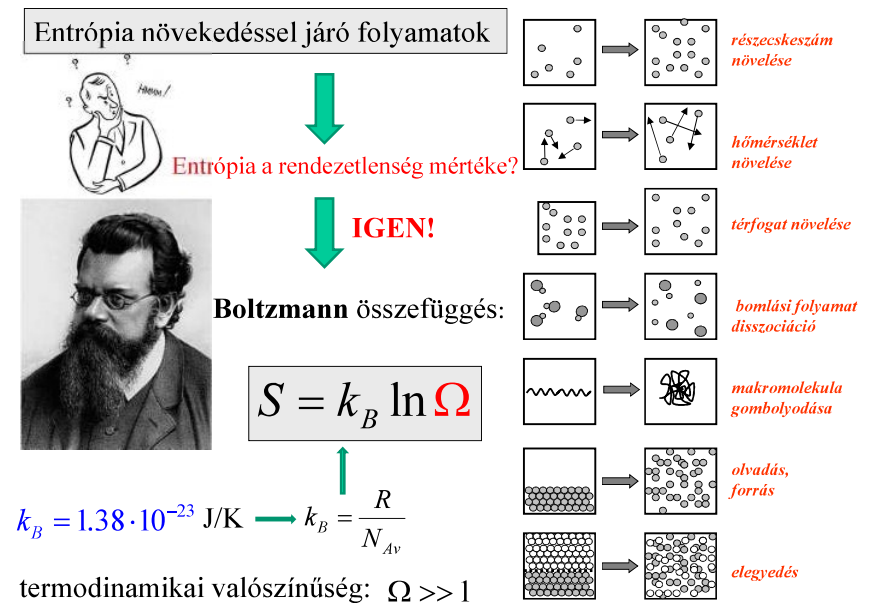 Entrópia növekedéssel járó folyamatok
? ? ?
HMMM!
Entrópia a rendezetlenség mértéke?
IGEN!
Boltzmann összefüggés:
S = k_B ln Ω
k_B = 1.38·10⁻²³ J/K
k_B = R / N_Av
termodinamikai valószínűség: Ω >> 1
részecskeszám
növelése
hőmérséklet
növelése
térfogat növelése
bomlási folyamat
disszociáció
makromolekula
gombolyodása
olvadás,
forrás
elegyedés